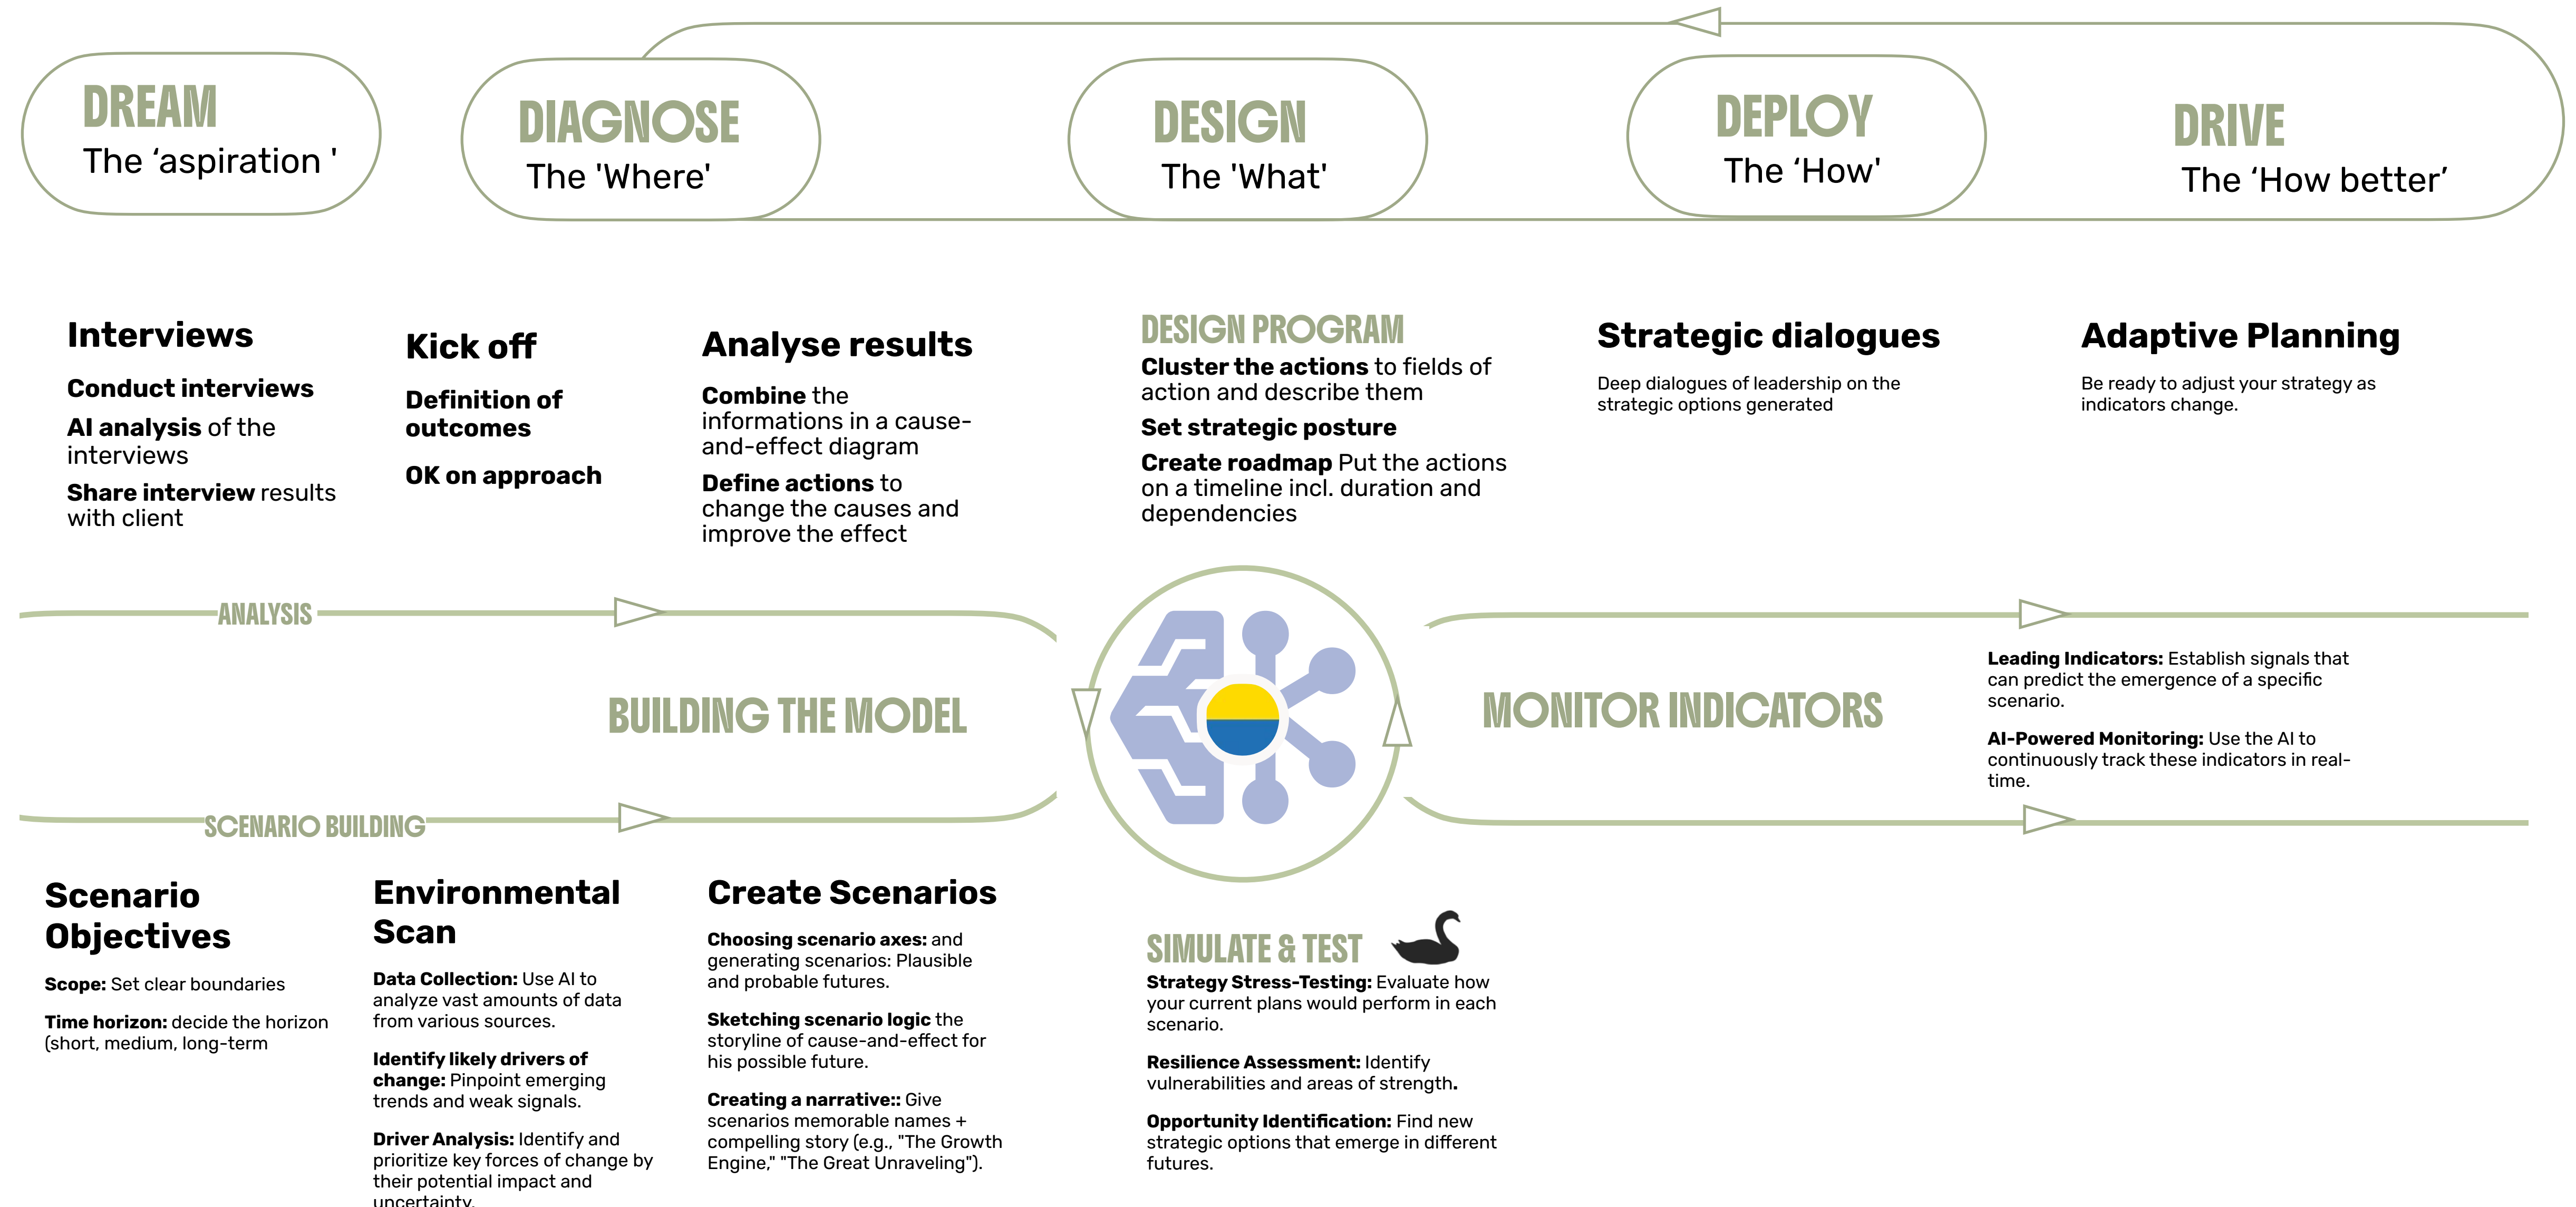 DREAM
The ‘aspiration '
DIAGNOSE
The 'Where'
DESIGN
The 'What'
DEPLOY
The ‘How'
DRIVE
The ‘How better’
Interviews
Conduct interviews
AI analysis of the
interviews
Share interview results
with client
Kick off
Definition of
outcomes
OK on approach
Analyse results
Combine the
informations in a cause-
and-effect diagram
Define actions to
change the causes and
improve the effect
DESIGN PROGRAM
Cluster the actions to fields of
action and describe them
Set strategic posture
Create roadmap Put the actions
on a timeline incl. duration and
dependencies
Strategic dialogues
Deep dialogues of leadership on the
strategic options generated
Adaptive Planning
Be ready to adjust your strategy as
indicators change.
ANALYSIS
BUILDING THE MODEL
SCENARIO BUILDING
MONITOR INDICATORS
Leading Indicators: Establish signals that
can predict the emergence of a specific
scenario.
AI-Powered Monitoring: Use the AI to
continuously track these indicators in real-
time.
Scenario
Objectives
Scope: Set clear boundaries
Time horizon: decide the horizon
(short, medium, long-term
Environmental
Scan
Data Collection: Use AI to
analyze vast amounts of data
from various sources.
Identify likely drivers of
change: Pinpoint emerging
trends and weak signals.
Driver Analysis: Identify and
prioritize key forces of change by
their potential impact and
uncertainty.
Create Scenarios
Choosing scenario axes: and
generating scenarios: Plausible
and probable futures.
Sketching scenario logic the
storyline of cause-and-effect for
his possible future.
Creating a narrative:: Give
scenarios memorable names +
compelling story (e.g., "The Growth
Engine," "The Great Unraveling").
SIMULATE & TEST
Strategy Stress-Testing: Evaluate how
your current plans would perform in each
scenario.
Resilience Assessment: Identify
vulnerabilities and areas of strength.
Opportunity Identification: Find new
strategic options that emerge in different
futures.